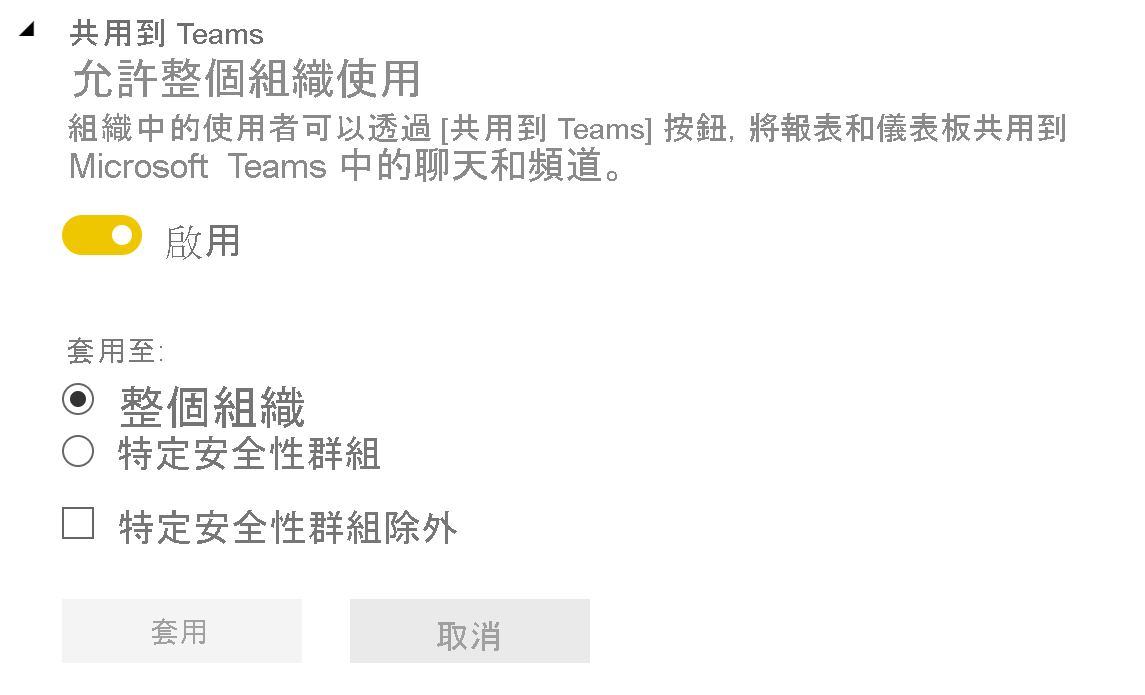 共用到 Teams
允許整個組織使用
組織中的使用者可以透過 [共用到 Teams] 按鈕, 將報表和儀表板共用到
Microsoft Teams 中的聊天和頻道。
啟用
套用至:
整個組織
特定安全性群組
特定安全性群組除外
套用
取消